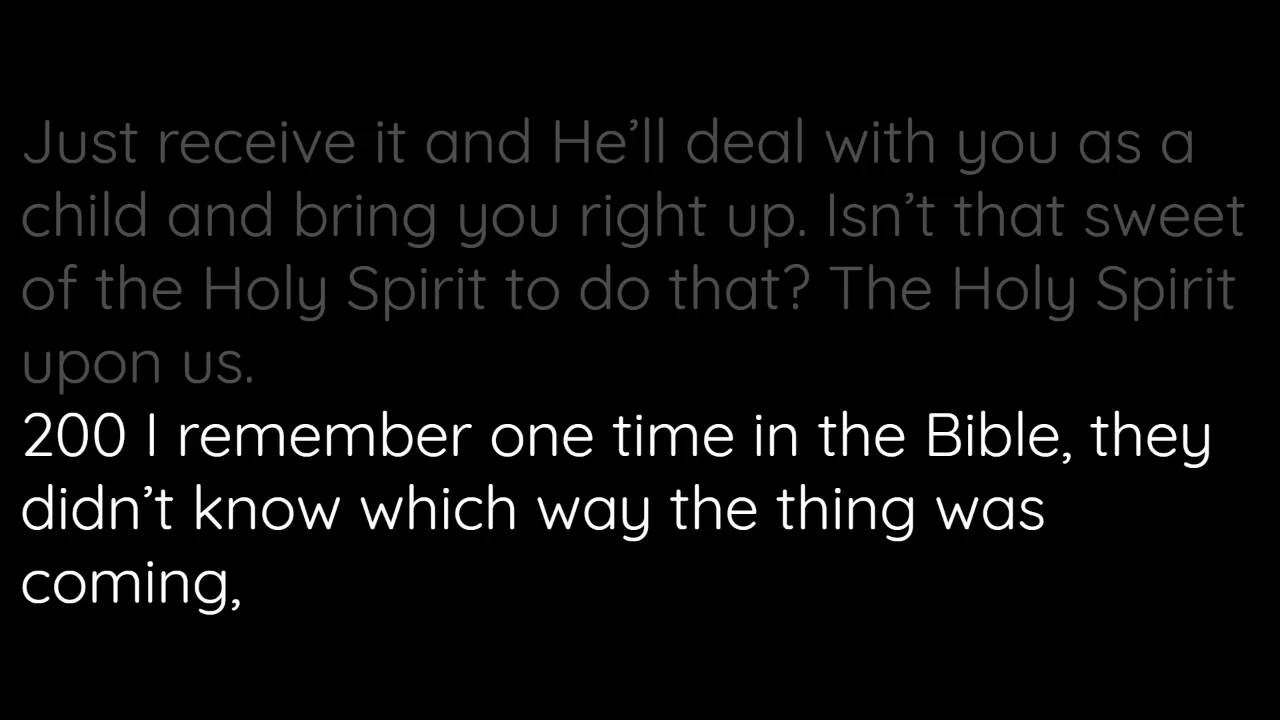 Just receive it and He’ll deal with you as a
child and bring you right up. Isn’t that sweet
of the Holy Spirit to do that? The Holy Spirit
upon us.
200 I remember one time in the Bible, they
didn’t know which way the thing was
coming,